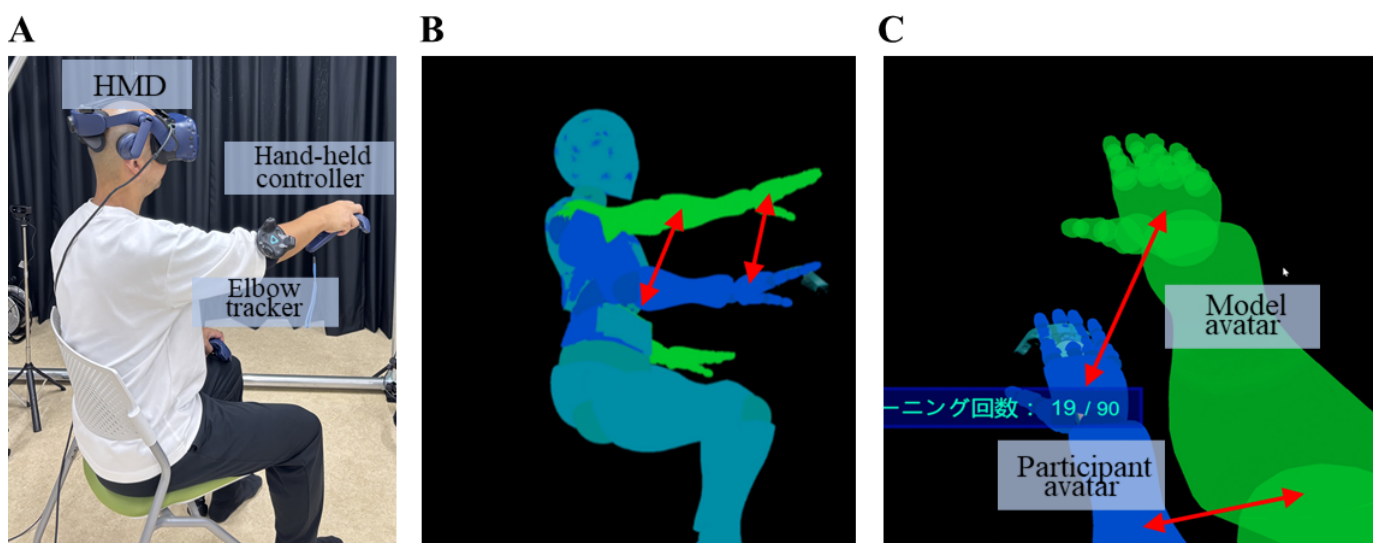 A
B
C
HMD
Hand-held
controller
Elbow
tracker
Model
avatar
ーニング回数： 19 / 90
Participant
avatar